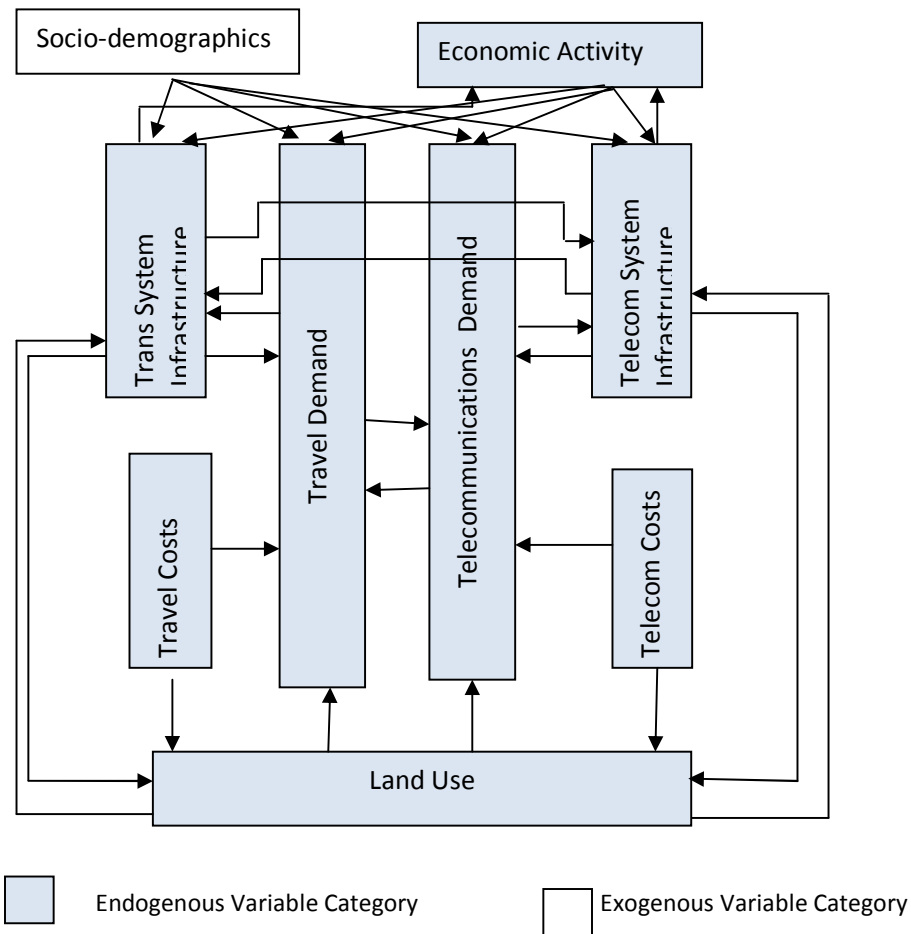 Socio-demographics
Economic Activity
Trans System
Infrastructure
Travel Demand
Telecommunications Demand
Telecom System
Infrastructure
Travel Costs
Telecom Costs
Land Use
Endogenous Variable Category
Exogenous Variable Category